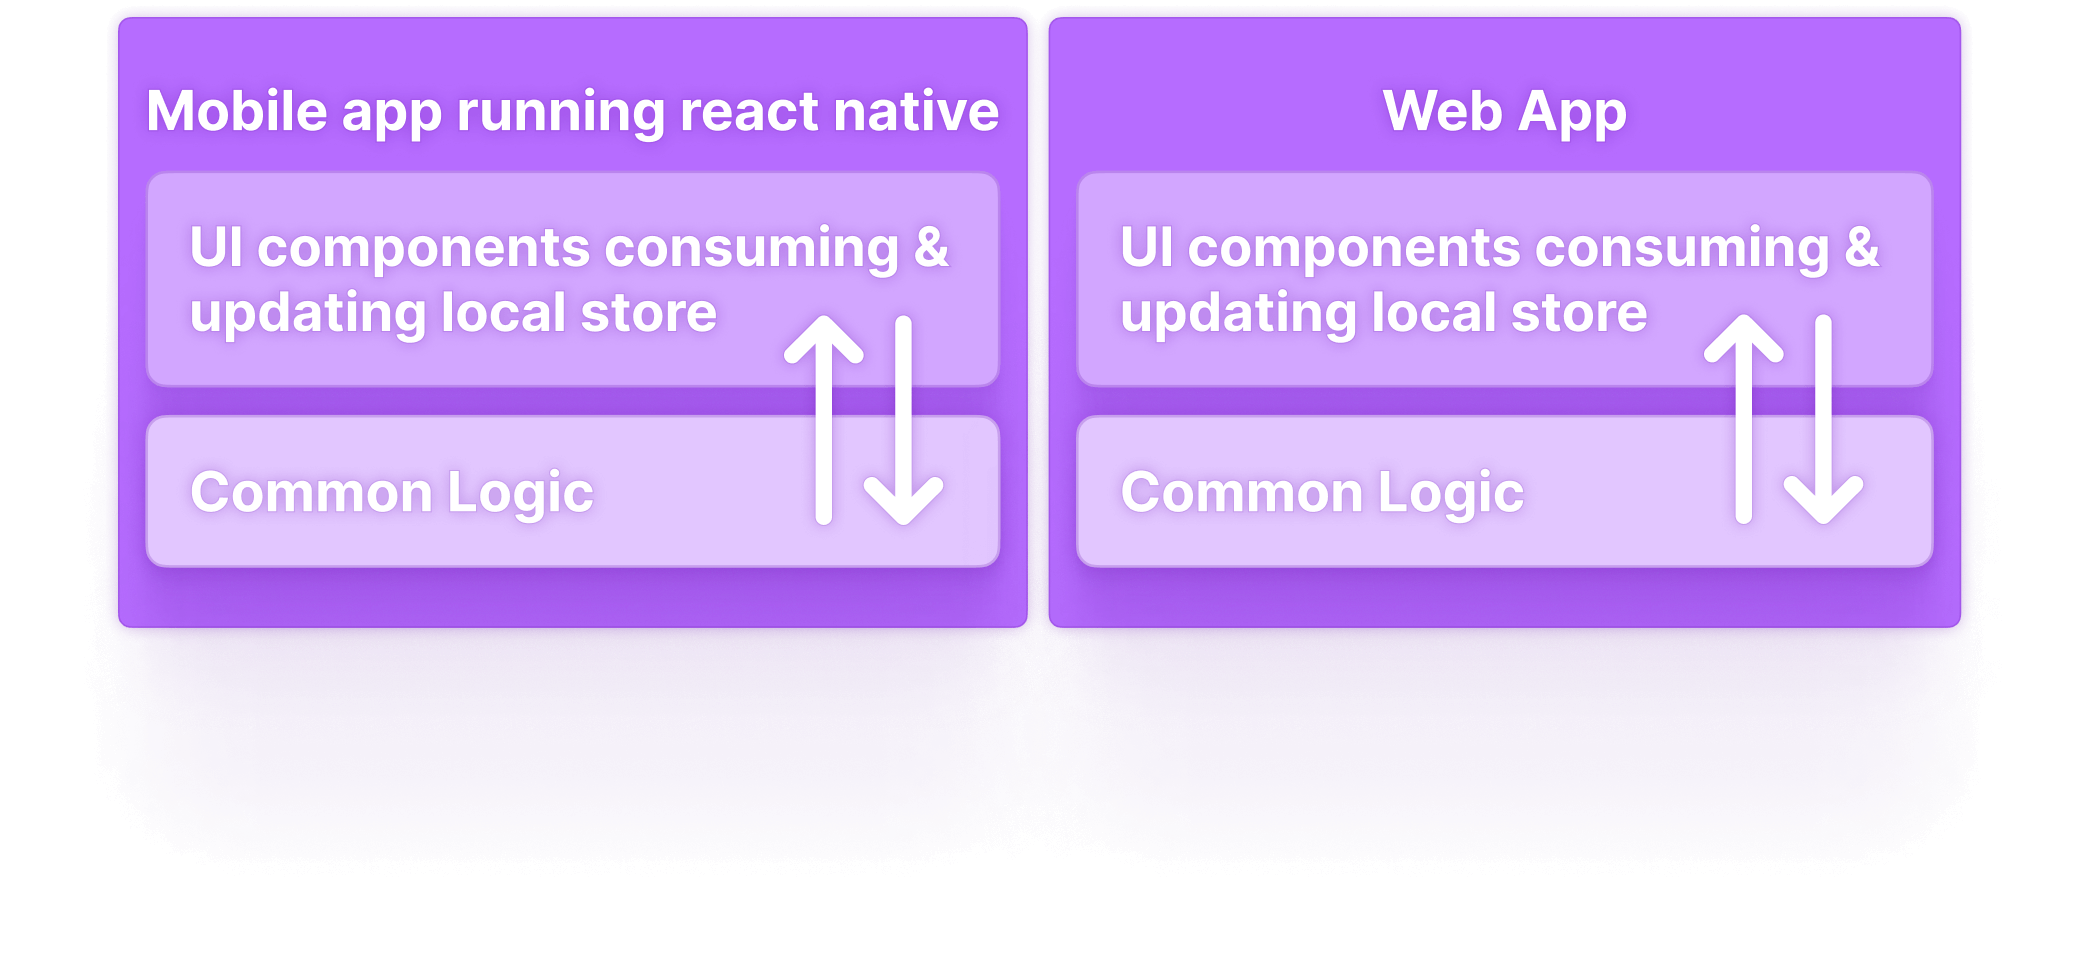 Mobile app running react native
UI components consuming &
updating local store
Common Logic
Web App
UI components consuming &
updating local store
Common Logic